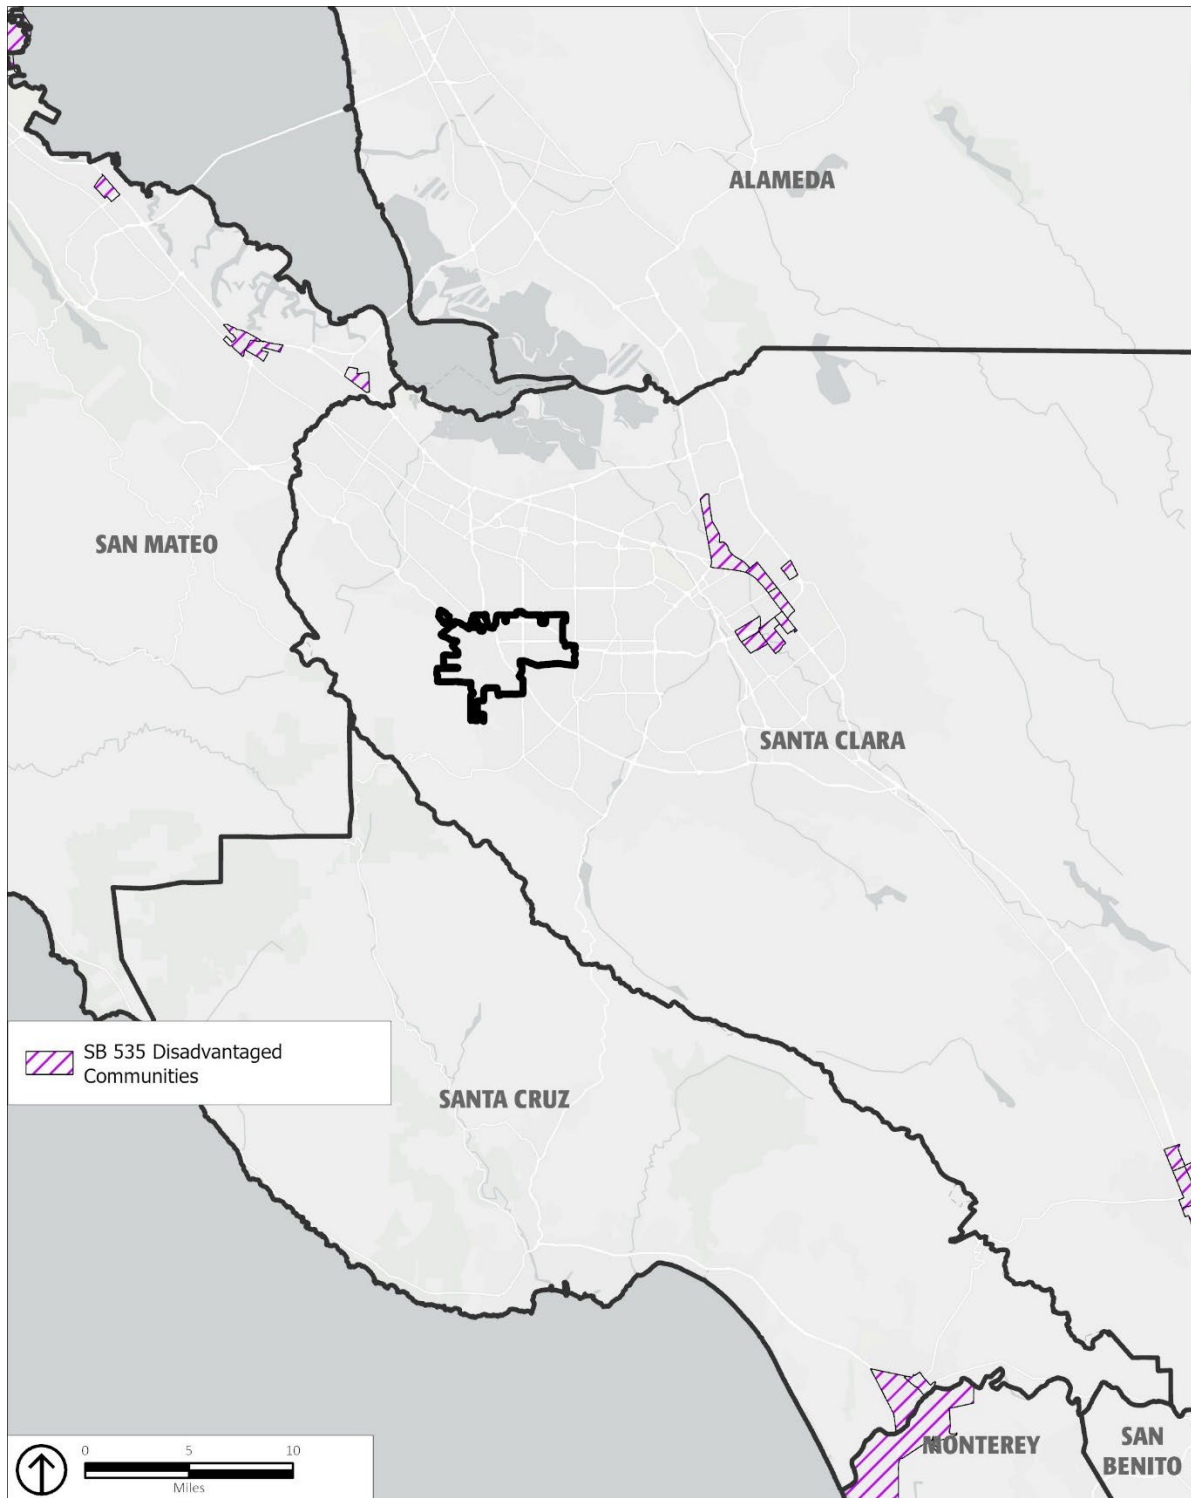 ALAMEDA
SAN MATEO
SANTA CLARA
SB 535 Disadvantaged
Communities
SANTA CRUZ
MONTEREY
SAN
BENITO
0 5 10
Miles